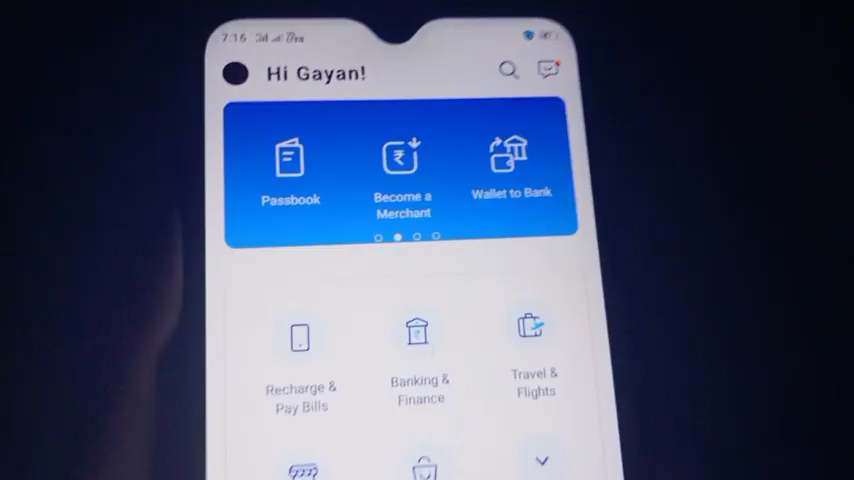 7:16
Hi Gayan!
Passbook
Become a
Merchant
Wallet to Bank
Recharge &
Pay Bills
Banking &
Finance
Travel &
Flights